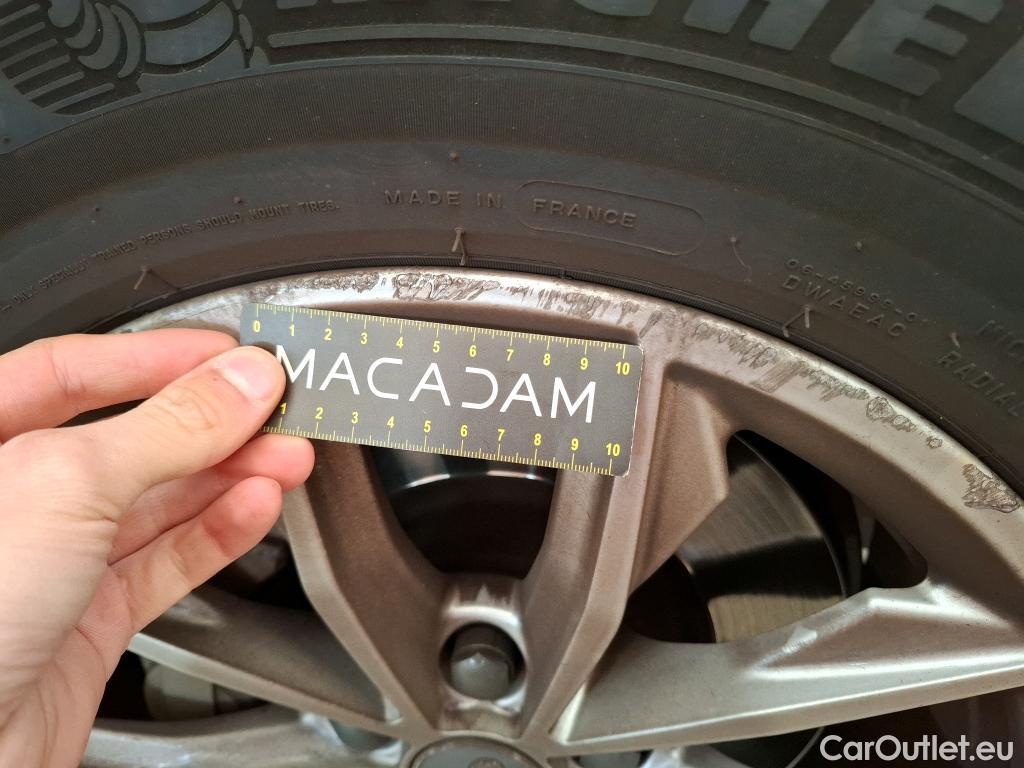 MADE IN FRANCE
ONLY SPECIALLY TRAINED PERSONS SHOULD MOUNT TIRES.
DWAEAC
RADIAL
0 1 2 3 4 5 6 7 8 9 10
MACADAM
1 2 3 4 5 6 7 8 9 10
CarOutlet.eu